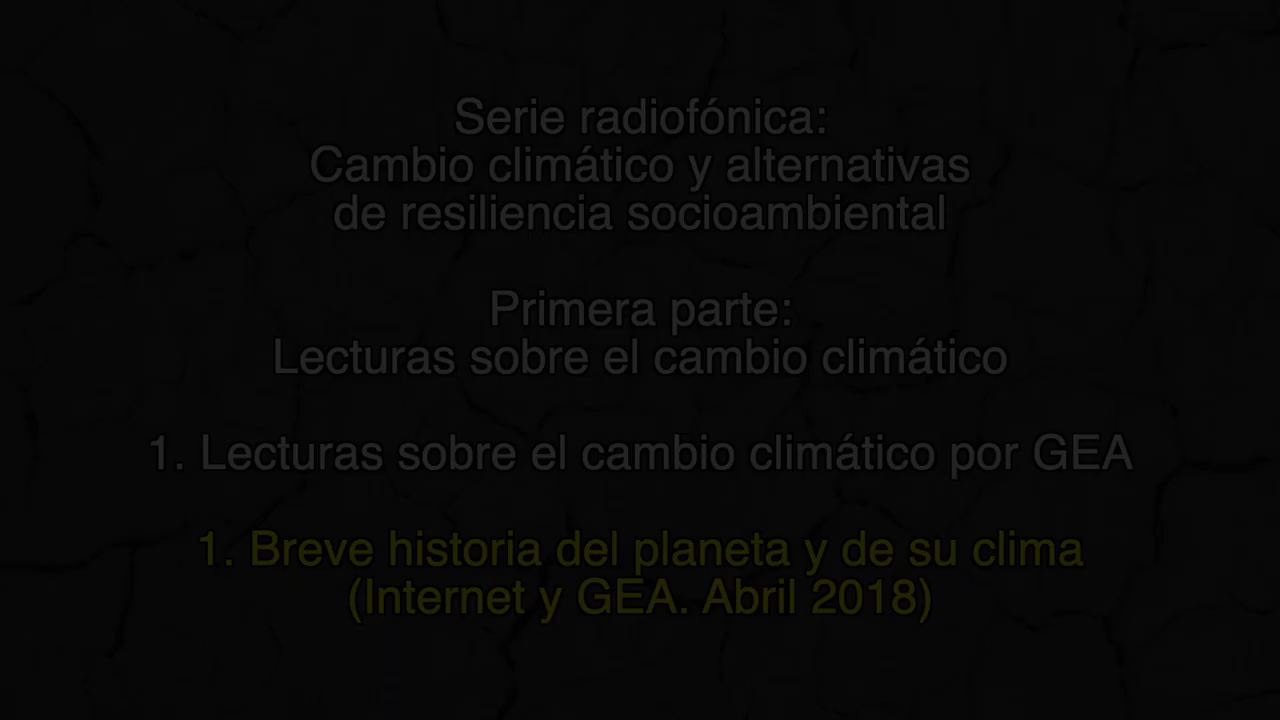 Serie radiofónica:
Cambio climático y alternativas
de resiliencia socioambiental
Primera parte:
Lecturas sobre el cambio climático
1. Lecturas sobre el cambio climático por GEA
1. Breve historia del planeta y de su clima
(Internet y GEA. Abril 2018)